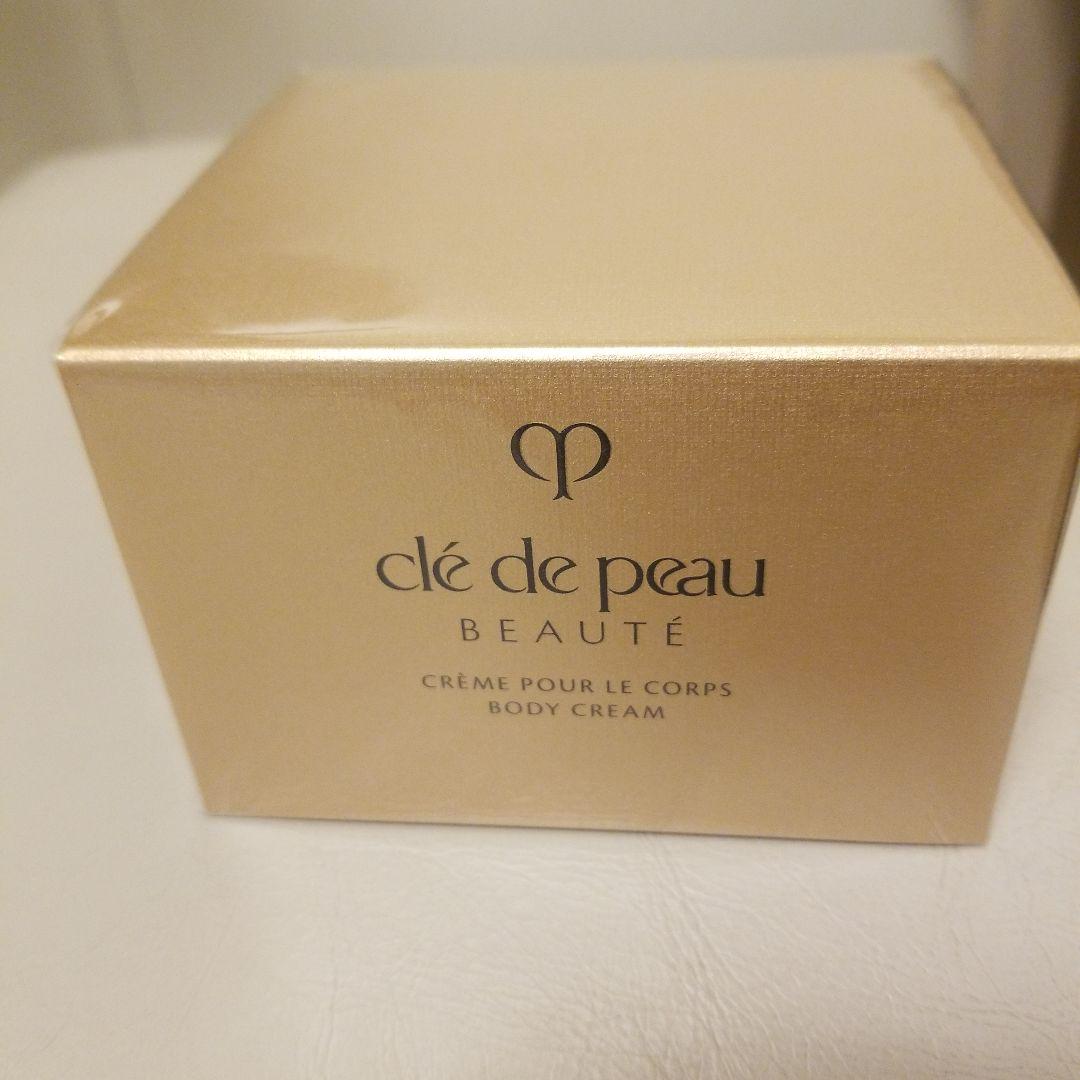 clé de peau
BEAUTÉ
CRÈME POUR LE CORPS
BODY CREAM